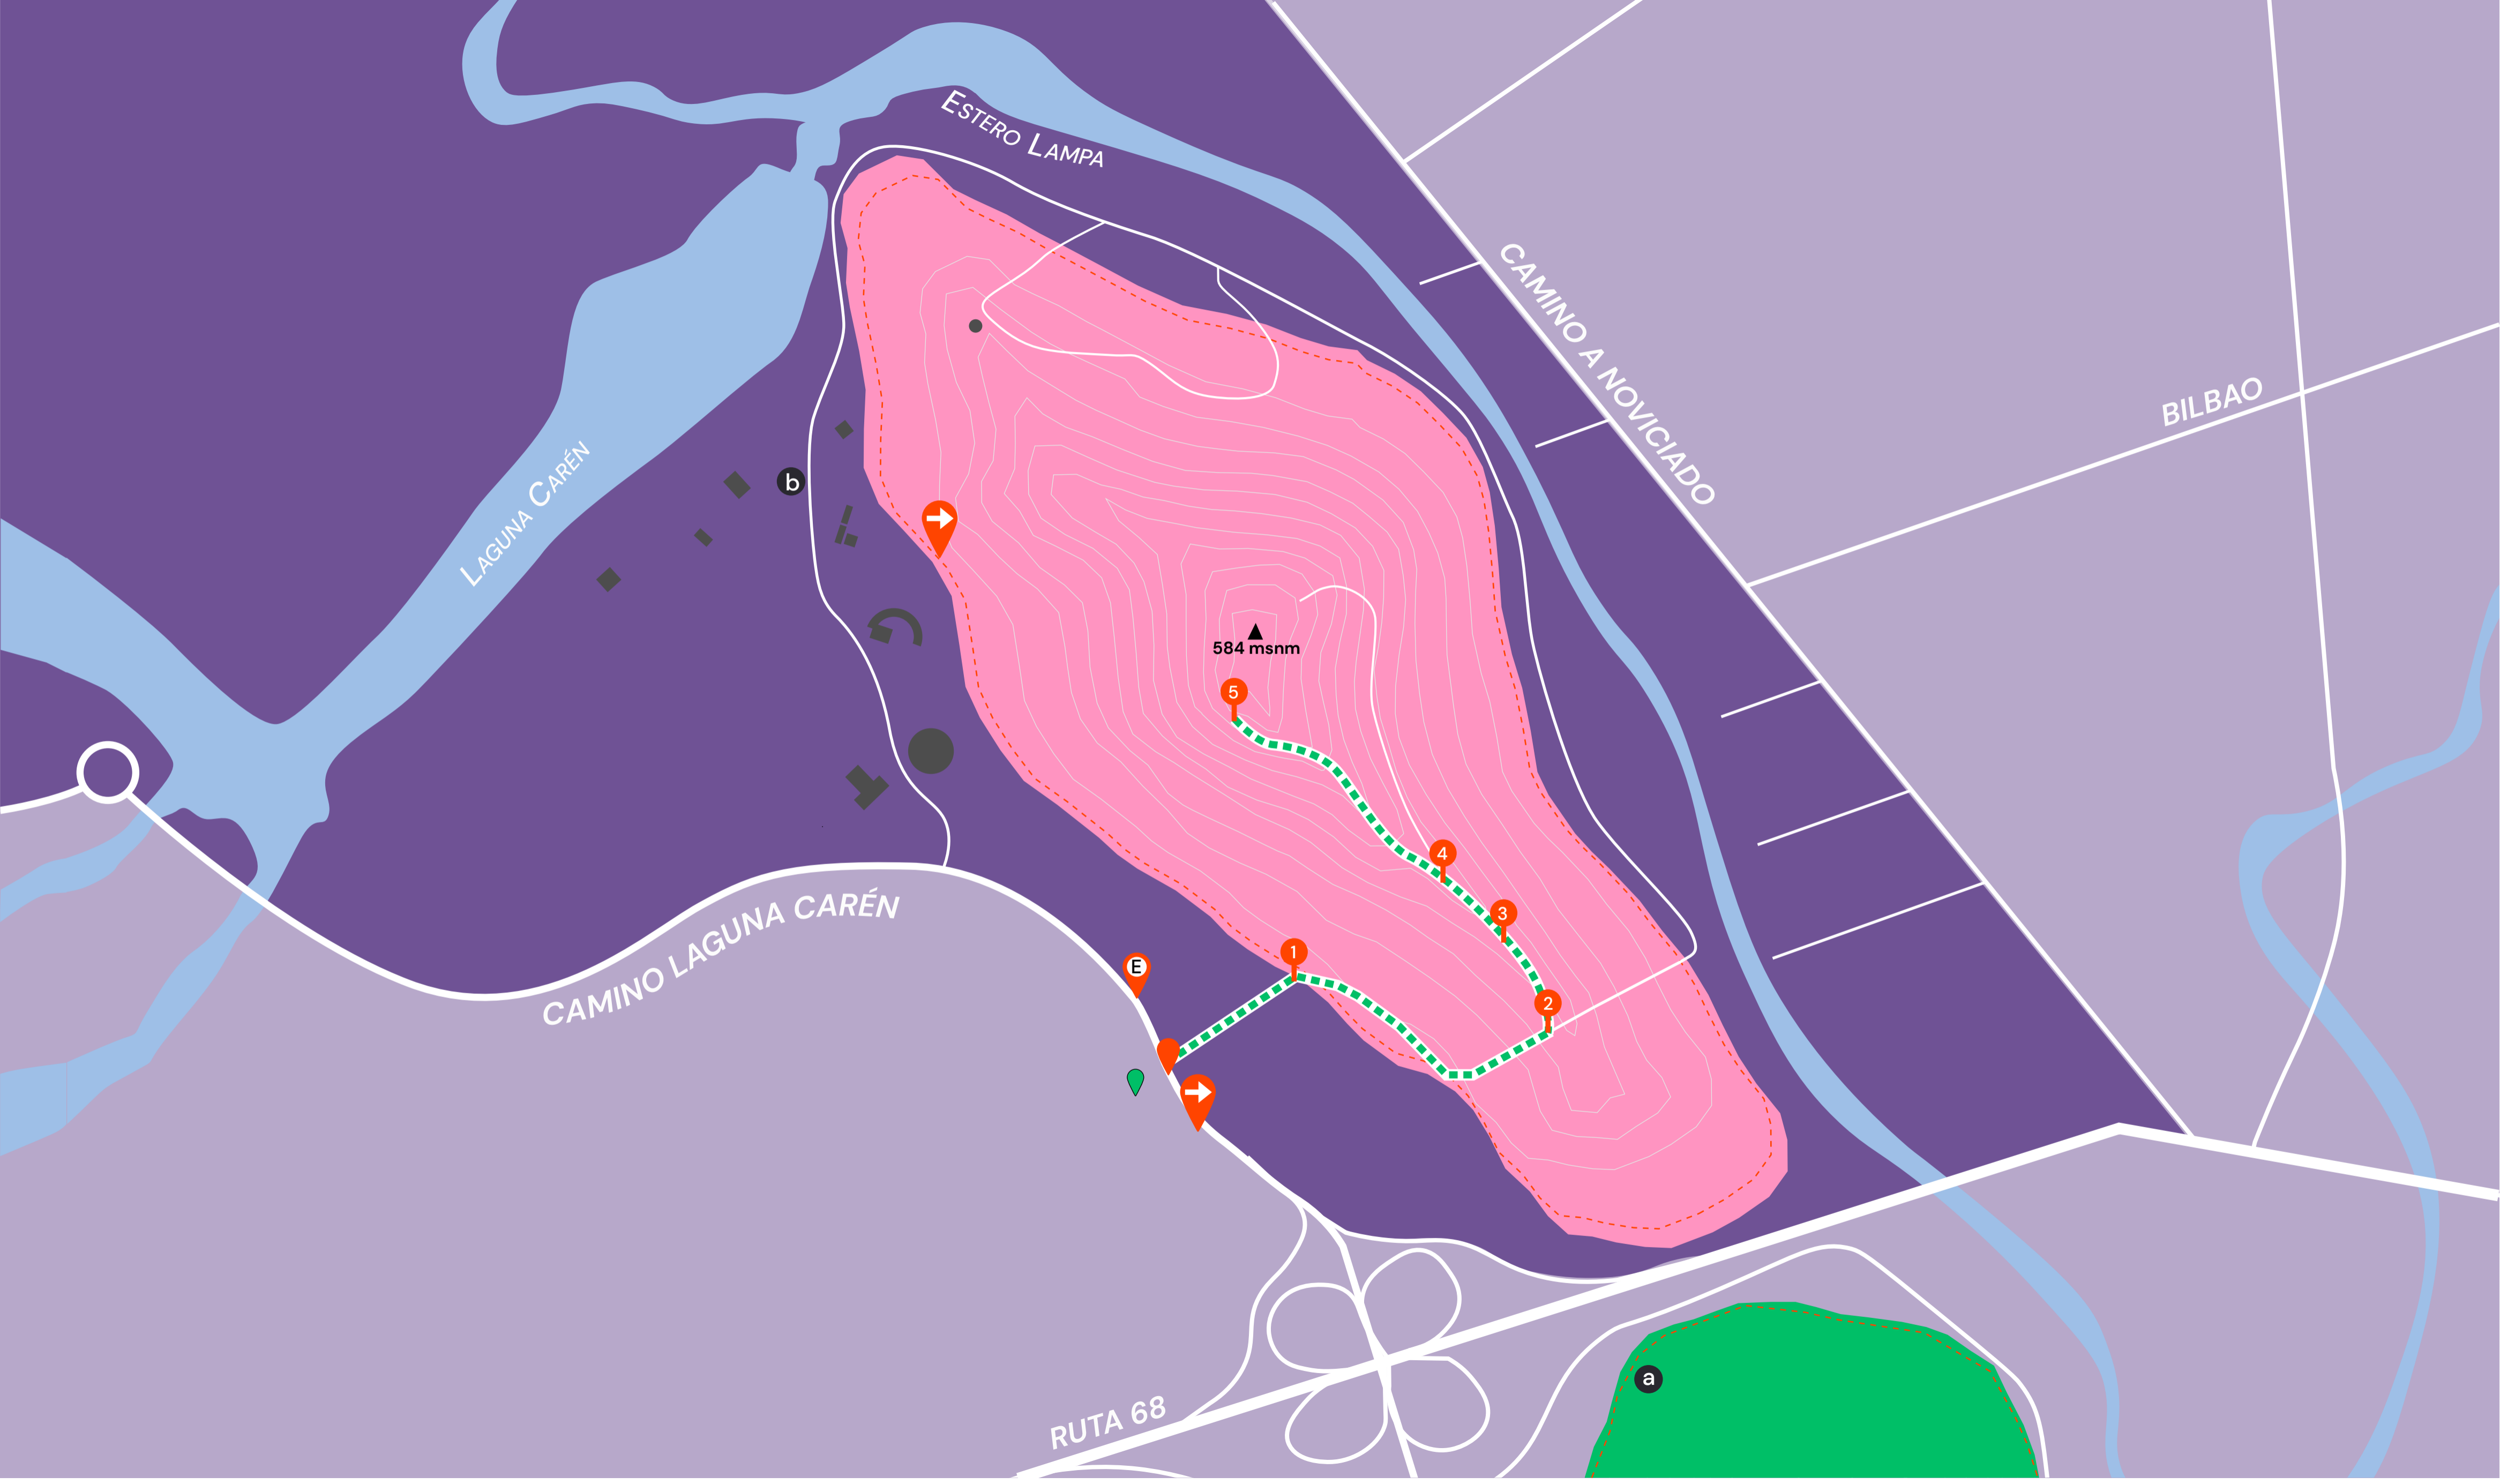 ESTERO LAMPA
CAMINO A NOVICIADO
BILBAO
LAGUNA CARÉN
b
584 msnm
5
4
3
CAMINO LAGUNA CARÉN
1
E
2
a
RUTA 68